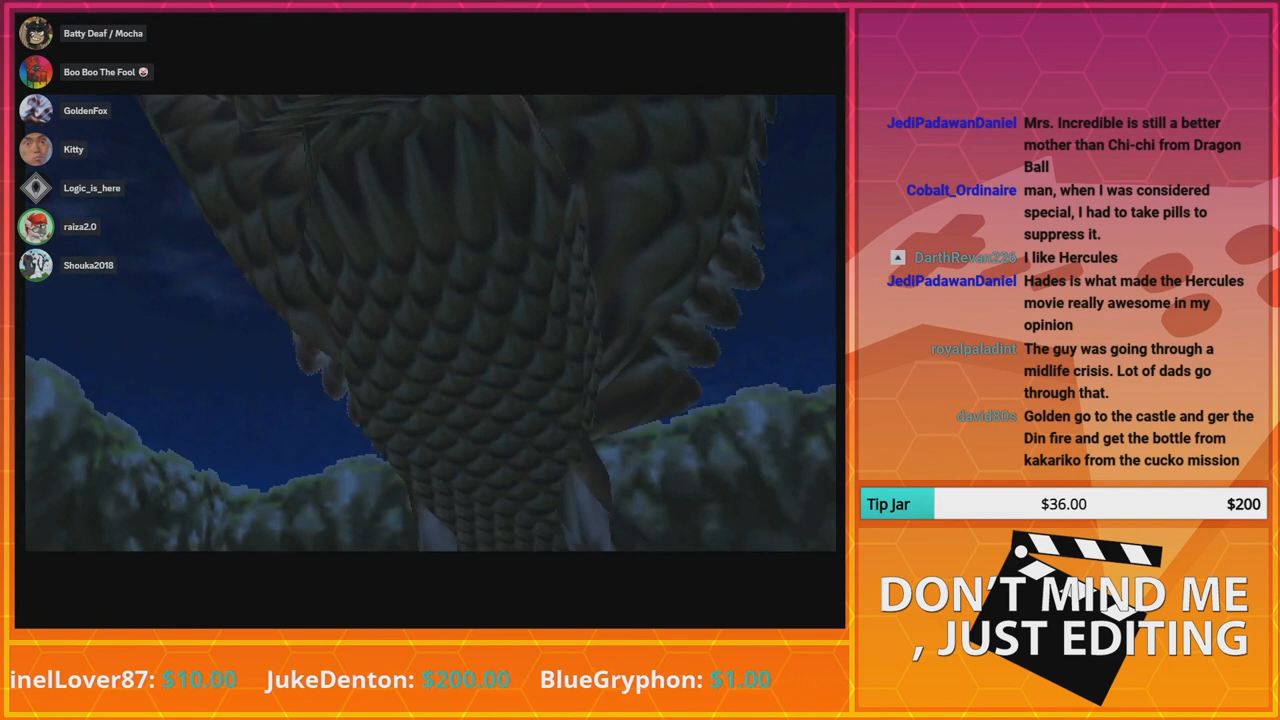 Batty Deaf / Mocha
Boo Boo The Fool
GoldenFox
Kitty
Logic_is_here
raiza2.0
Shouka2018
JediPadawanDaniel Mrs. Incredible is still a better
mother than Chi-chi from Dragon
Ball
Cobalt_Ordinaire man, when I was considered
special, I had to take pills to
suppress it.
DarthRevan228 I like Hercules
JediPadawanDaniel Hades is what made the Hercules
movie really awesome in my
opinion
royalpaladint The guy was going through a
midlife crisis. Lot of dads go
through that.
david80s Golden go to the castle and ger the
Din fire and get the bottle from
kakariko from the cucko mission
Tip Jar $36.00 $200
DON'T MIND ME
, JUST EDITING
inelLover87: $10.00 JukeDenton: $200.00 BlueGryphon: $1.00